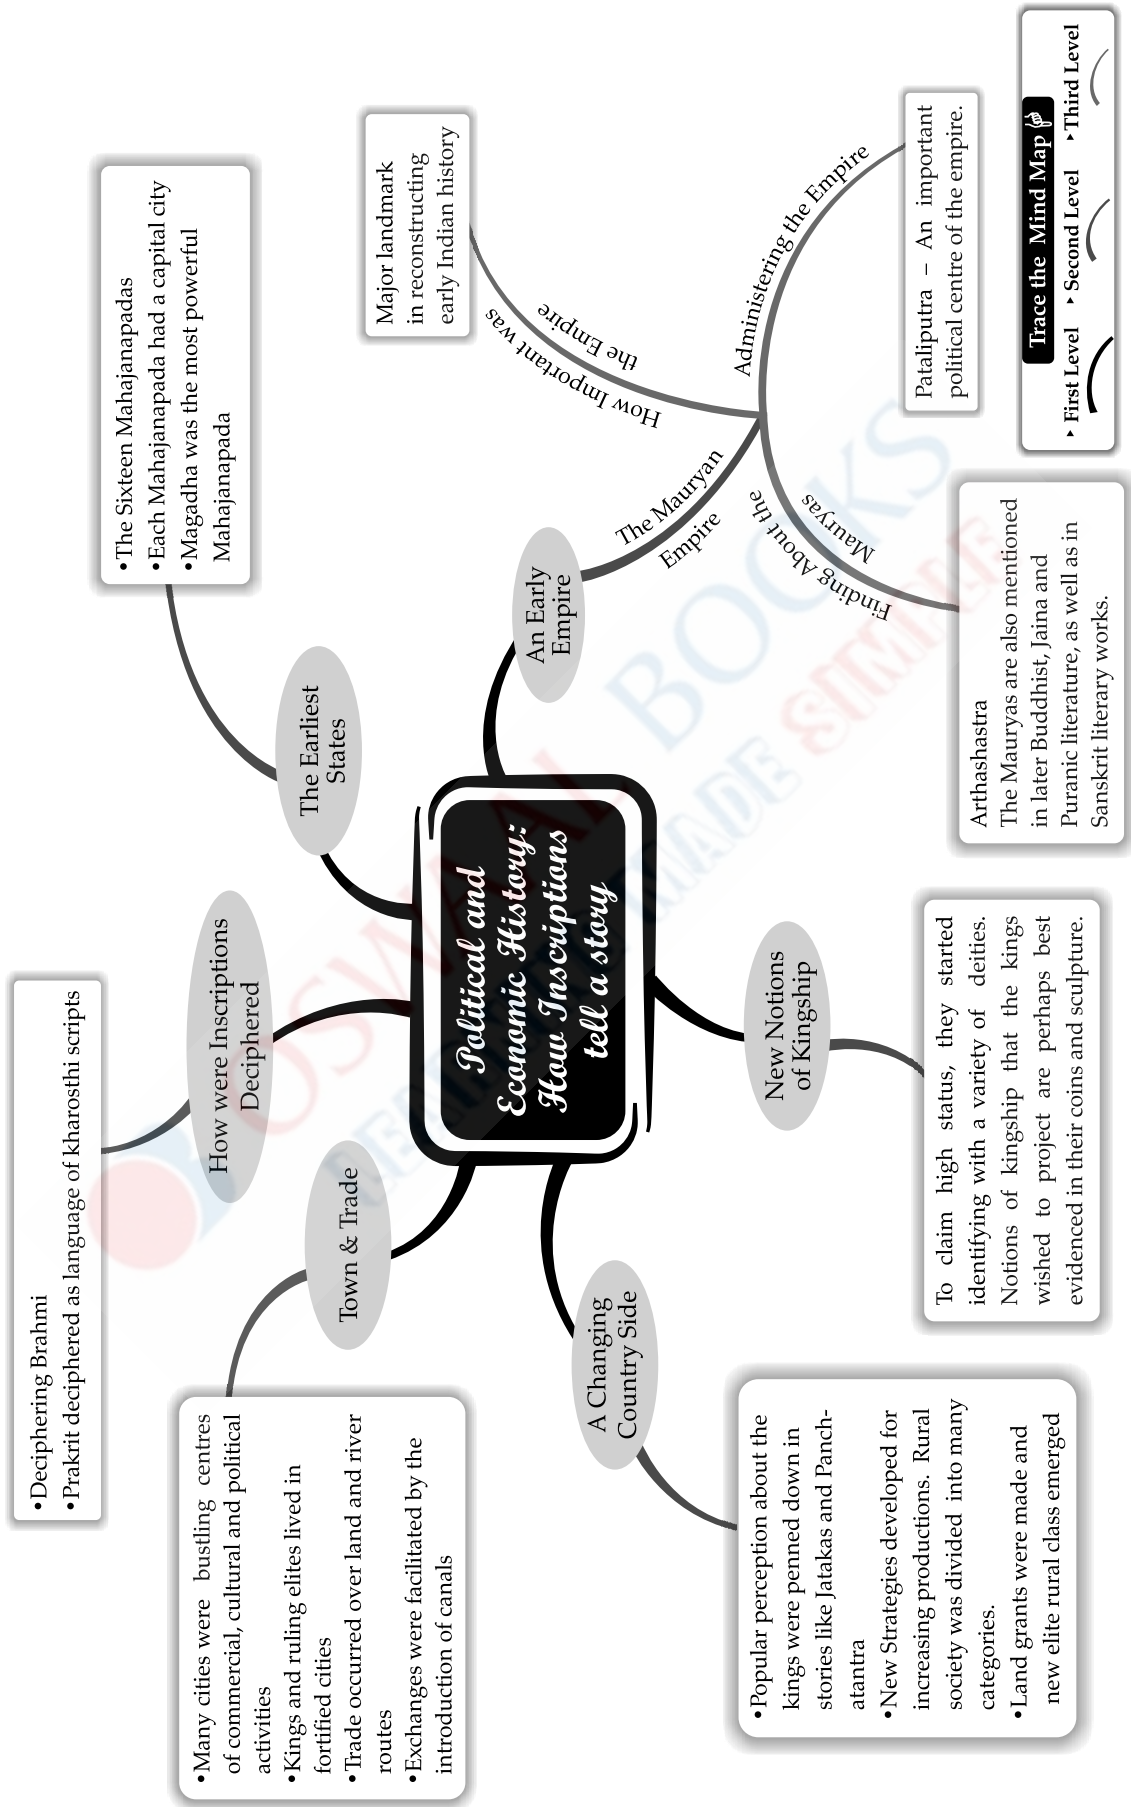 Political and
Economic History:
How Inscriptions
tell a story
How were Inscriptions
Deciphered
•Deciphering Brahmi
•Prakrit deciphered as language of kharosthi scripts
The Earliest
States
•The Sixteen Mahajanapadas
•Each Mahajanapada had a capital city
•Magadha was the most powerful
Mahajanapada
An Early
Empire
The Mauryan
Empire
How Important was
the Empire
Major landmark
in reconstructing
early Indian history
Administering the Empire
Pataliputra – An important
political centre of the empire.
Finding About the
Mauryas
Arthashastra
The Mauryas are also mentioned
in later Buddhist, Jaina and
Puranic literature, as well as in
Sanskrit literary works.
New Notions
of Kingship
To claim high status, they started
identifying with a variety of deities.
Notions of kingship that the kings
wished to project are perhaps best
evidenced in their coins and sculpture.
A Changing
Country Side
•Popular perception about the
kings were penned down in
stories like Jatakas and Panch-
atantra
•New Strategies developed for
increasing productions. Rural
society was divided into many
categories.
•Land grants were made and
new elite rural class emerged
Town & Trade
•Many cities were bustling centres
of commercial, cultural and political
activities
•Kings and ruling elites lived in
fortified cities
•Trade occurred over land and river
routes
•Exchanges were facilitated by the
introduction of canals
Trace the Mind Map
First Level Second Level Third Level
OSWAAL BOOKS
LEARNING MADE SIMPLE